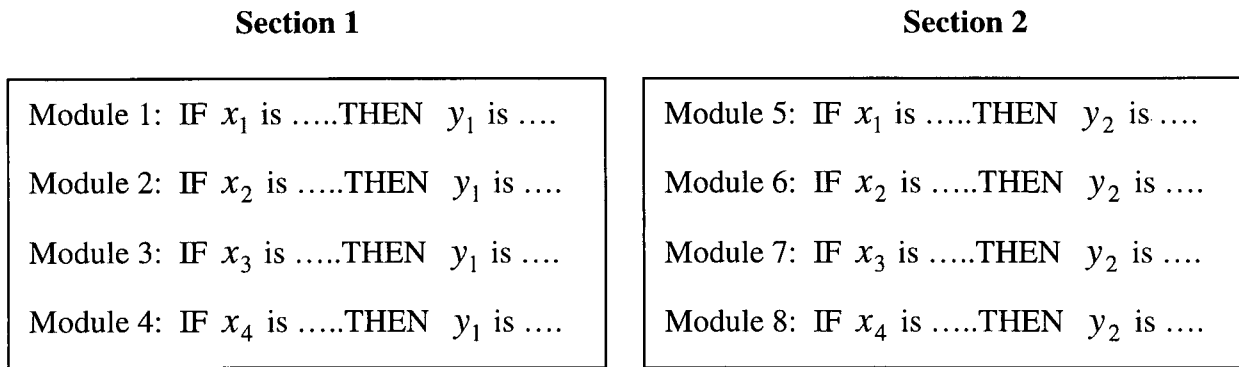 Section 1
Module 1: IF x₁ is .....THEN y₁ is ....
Module 2: IF x₂ is .....THEN y₁ is ....
Module 3: IF x₃ is .....THEN y₁ is ....
Module 4: IF x₄ is .....THEN y₁ is ....
Section 2
Module 5: IF x₁ is .....THEN y₂ is ....
Module 6: IF x₂ is .....THEN y₂ is ....
Module 7: IF x₃ is .....THEN y₂ is ....
Module 8: IF x₄ is .....THEN y₂ is ....